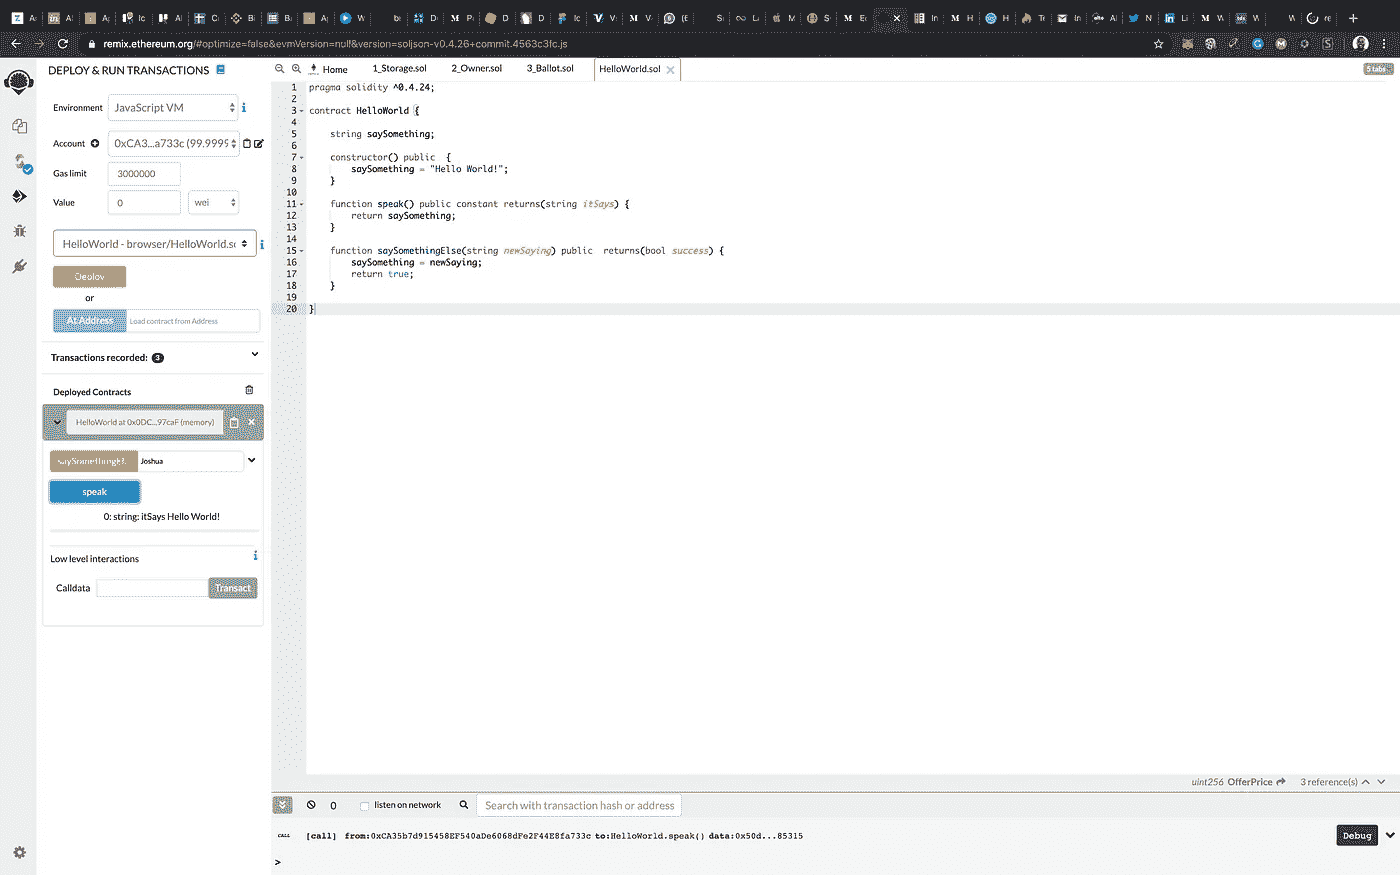 remix.ethereum.org/#optimize=false&evmVersion=null&version=soljson-v0.4.26+commit.4563c3fc.js
DEPLOY & RUN TRANSACTIONS
Environment JavaScript VM
Account 0xCA3...a733c (99.9999
Gas limit 3000000
Value 0 wei
HelloWorld - browser/HelloWorld.sc
Deploy
or
At Address Load contract from Address
Transactions recorded: 3
Deployed Contracts
HelloWorld at 0x0DC...97caF (memory)
Joshua
speak
0: string: itSays Hello World!
Low level interactions
Calldata Transact
Home 1_Storage.sol 2_Owner.sol 3_Ballot.sol HelloWorld.sol
5 tabs
1 pragma solidity ^0.4.24;
2
3 contract HelloWorld {
4
5 string saySomething;
6
7 constructor() public {
8 saySomething = "Hello World!";
9 }
10
11 function speak() public constant returns(string itSays) {
12 return saySomething;
13 }
14
15 function saySomethingElse(string newSaying) public returns(bool success) {
16 saySomething = newSaying;
17 return true;
18 }
19
20 }
uint256 OfferPrice 3 reference(s)
0 listen on network Search with transaction hash or address
CALL [call] from:0xCA35b7d915458EF540aDe6068dFe2F44E8fa733c to:HelloWorld.speak() data:0x50d...85315 Debug
>